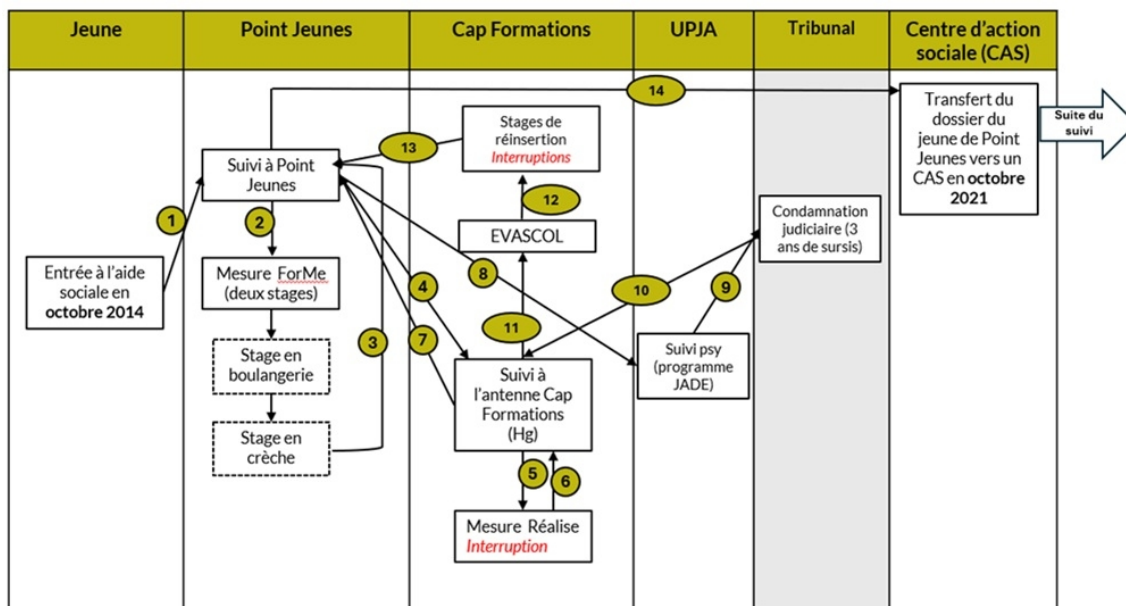 Jeune
Point Jeunes
Cap Formations
UPJA
Tribunal
Centre d'action
sociale (CAS)
14
Transfert du
dossier du
jeune de Point
Jeunes vers un
CAS en octobre
2021
Suite du
suivi
Stages de
réinsertion
Interruptions
13
Suivi à Point
Jeunes
12
1
2
EVASCOL
Condamnation
judiciaire (3
ans de sursis)
Entrée à l'aide
sociale en
octobre 2014
Mesure ForMe
(deux stages)
4
8
10
9
3
7
11
Stage en
boulangerie
Suivi à
l'antenne Cap
Formations
(Hg)
Suivi psy
(programme
JADE)
Stage en
crèche
5
6
Mesure Réalise
Interruption